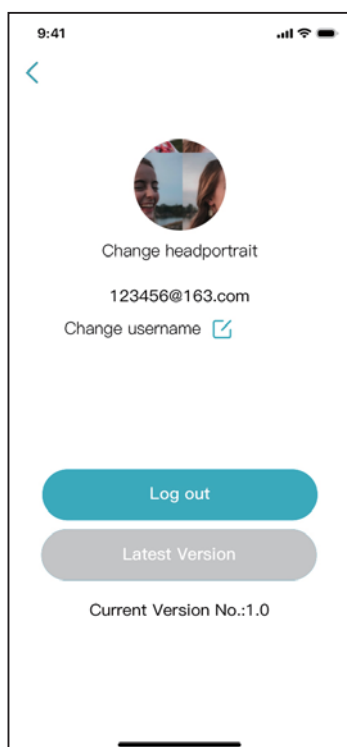 9:41
Change headportrait
123456@163.com
Change username
Log out
Latest Version
Current Version No.:1.0